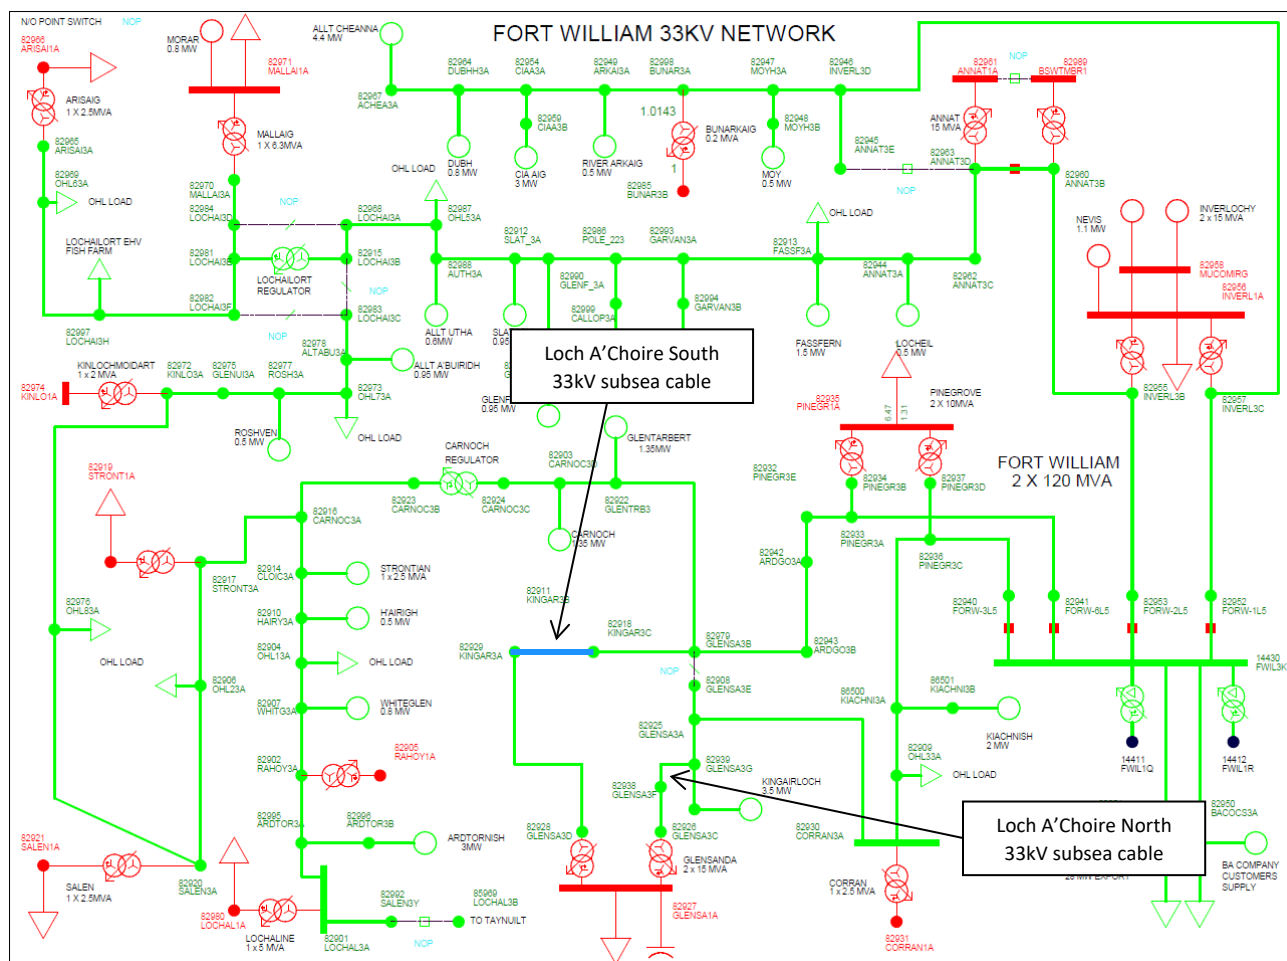 N/O POINT SWITCH NOP
FORT WILLIAM 33KV NETWORK
82966
ARISAI1A
MORAR
0.8 MW
82971
MALLAI1A
ALLT CHEANNA
4.4 MW
82967
ACHEA3A
82964
DUBHH3A
82954
CIAA3A
82949
ARKAI3A
82998
BUNAR3A
82947
MOYH3A
82946
INVERL3D
82961
ANNAT1A
NOP
82989
BSWTMBR1
ARISAIG
1 X 2.5MVA
82965
ARISAI3A
MALLAIG
1 X 6.3MVA
82959
CIAA3B
1.0143
BUNARKAIG
0.2 MVA
1
82948
MOYH3B
82945
ANNAT3E
ANNAT
15 MVA
82963
ANNAT3D
NOP
82960
ANNAT3B
DUBH
0.8 MW
CIA AIG
3 MW
RIVER ARKAIG
0.5 MW
82985
BUNAR3B
MOY
0.5 MW
82969
OHL63A
OHL LOAD
82970
MALLAI3A
82984
LOCHAI3D
NOP
82968
LOCHAI3A
OHL LOAD
82987
OHL53A
82912
SLAT_3A
82986
POLE_223
82993
GARVAN3A
OHL LOAD
82913
FASSF3A
NEVIS
1.1 MW
INVERLOCHY
2 x 15 MVA
82958
MUCOMIRG
82956
INVERL1A
LOCHAILORT EHV
FISH FARM
82981
LOCHAI3E
LOCHAILORT
REGULATOR
82915
LOCHAI3B
NOP
82988
AUTH3A
82990
GLENF_3A
82999
CALLOP3A
82994
GARVAN3B
82944
ANNAT3A
82962
ANNAT3C
82982
LOCHAI3F
NOP
82983
LOCHAI3C
82997
LOCHAI3H
82978
ALTABU3A
ALLT UTHA
0.6MW
FASSFERN
1.5 MW
LOCHEIL
0.5 MW
Loch A'Choire South
33kV subsea cable
82974
KINLO1A
KINLOCHMOIDART
1 x 2 MVA
82972
KINLO3A
82975
GLENUI3A
82977
ROSH3A
82973
OHL73A
ALLT A'BUIRIDH
0.95 MW
0.95 MW
82955
INVERL3B
82957
INVERL3C
82935
PINEGR1A
6.47
1.31
PINEGROVE
2 X 10MVA
ROSHVEN
0.5 MW
OHL LOAD
CARNOCH
REGULATOR
82903
CARNOC3D
GLENTARBERT
1.35MW
82932
PINEGR3E
82934
PINEGR3B
82937
PINEGR3D
FORT WILLIAM
2 X 120 MVA
82919
STRONT1A
82916
CARNOC3A
82923
CARNOC3B
82924
CARNOC3C
82922
GLENTRB3
CARNOCH
82933
PINEGR3A
82936
PINEGR3C
82942
ARDGO3A
82917
STRONT3A
82914
CLOIC3A
STRONTIAN
1 x 2.5 MVA
82976
OHL83A
82910
HAIRY3A
H'AIRIGH
0.5 MW
82911
KINGAR3B
82918
KINGAR3C
82940
FORW-3L5
82941
FORW-6L5
82953
FORW-2L5
82952
FORW-1L5
OHL LOAD
82904
OHL13A
OHL LOAD
82929
KINGAR3A
82979
GLENSA3B
NOP
82943
ARDGO3B
14430
FWIL3K
82906
OHL23A
82907
WHITG3A
WHITEGLEN
0.8 MW
82908
GLENSA3E
86500
KIACHNI3A
86501
KIACHNI3B
KIACHNISH
2 MW
82925
GLENSA3A
82902
RAHOY3A
82905
RAHOY1A
82939
GLENSA3G
82909
OHL33A
OHL LOAD
14411
FWIL1Q
14412
FWIL1R
82938
GLENSA3F
KINGAIRLOCH
3.5 MW
82995
ARDTOR3A
82996
ARDTOR3B
ARDTORNISH
3MW
82928
GLENSA3D
82926
GLENSA3C
82930
CORRAN3A
Loch A'Choire North
33kV subsea cable
82950
BACOCS3A
82921
SALEN1A
SALEN
1 X 2.5MVA
82920
SALEN3A
GLENSANDA
2 x 15 MVA
CORRAN
1 x 2.5 MVA
28 MW EXPORT
BA COMPANY
CUSTOMERS
SUPPLY
82980
LOCHAL1A
82992
SALEN3Y
85969
LOCHAL3B
TO TAYNUILT
NOP
82927
GLENSA1A
LOCHALINE
1 x 5 MVA
82901
LOCHAL3A
82931
CORRAN1A